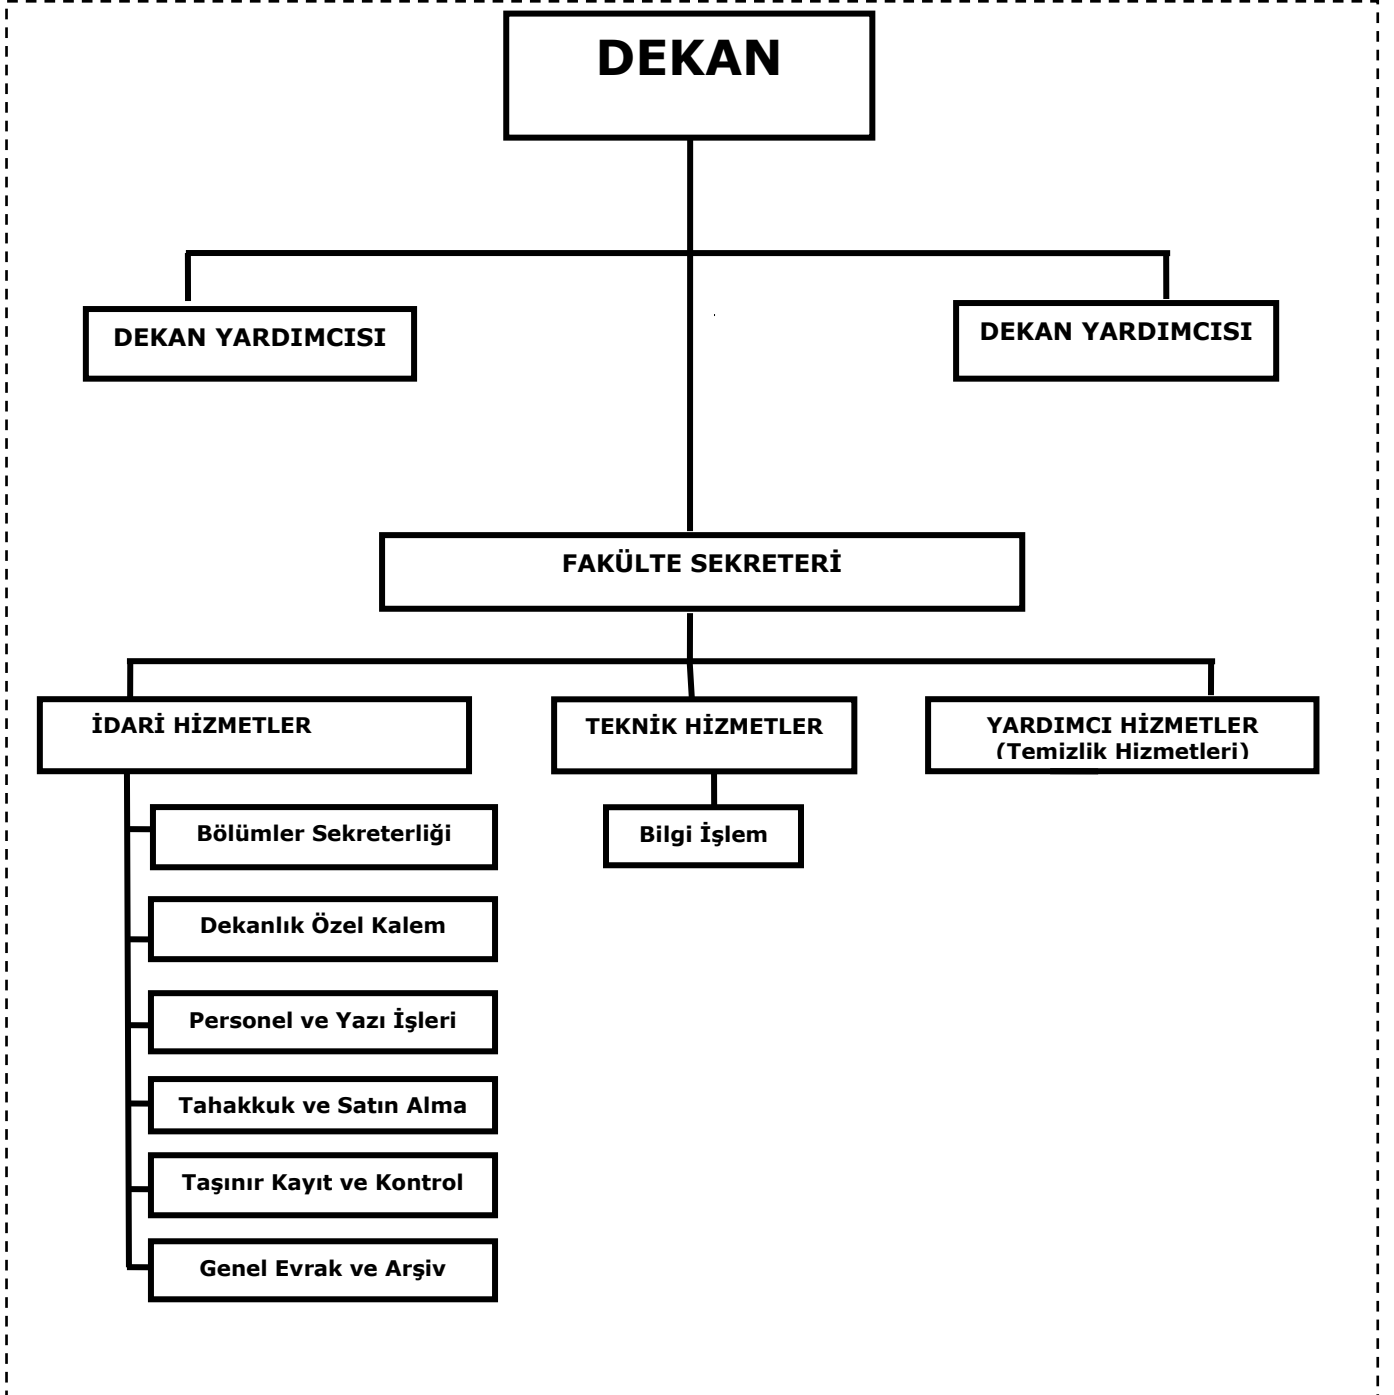 DEKAN
DEKAN YARDIMCISI
DEKAN YARDIMCISI
FAKÜLTE SEKRETERİ
İDARİ HİZMETLER
TEKNİK HİZMETLER
YARDIMCI HİZMETLER
(Temizlik Hizmetleri)
Bölümler Sekreterliği
Bilgi İşlem
Dekanlık Özel Kalem
Personel ve Yazı İşleri
Tahakkuk ve Satın Alma
Taşınır Kayıt ve Kontrol
Genel Evrak ve Arşiv